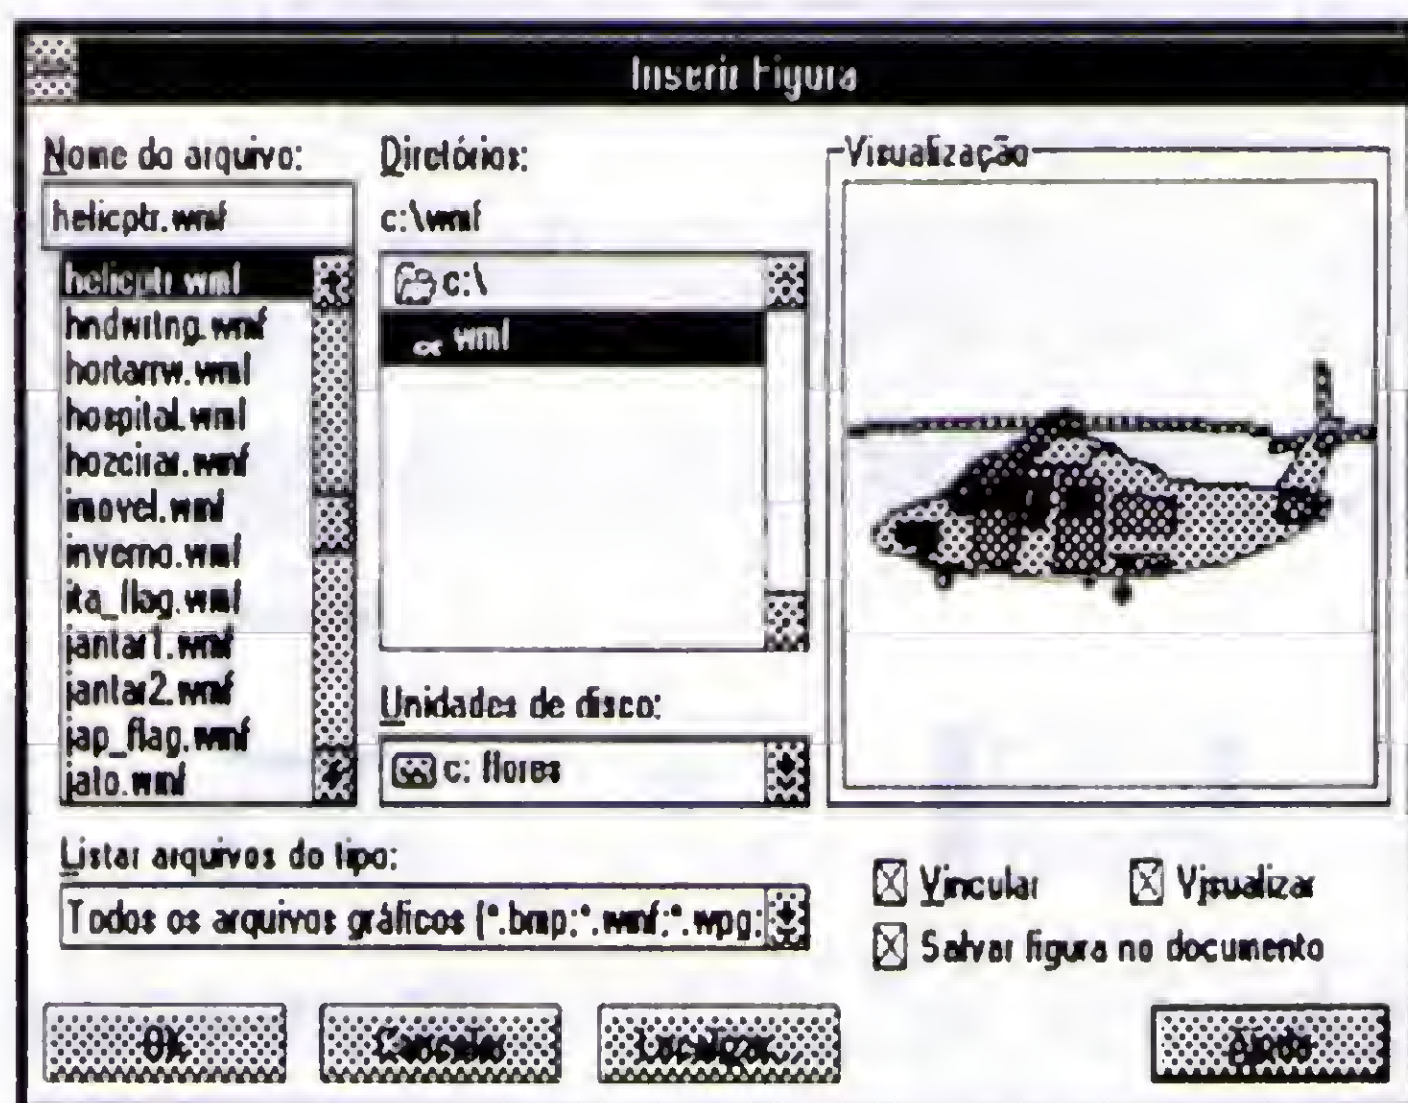 Inserir Figura
Nome do arquivo:
helicptr.wmf
helicptr.wmf
hndwrtng.wmf
hortarrw.wmf
hospital.wmf
imovel.wmf
inverno.wmf
ita_flag.wmf
jantar1.wmf
jantar2.wmf
jap_flag.wmf
jato.wmf
Diretórios:
c:\wmf
c:\
wmf
Unidades de disco:
c: flores
Visualização
Listar arquivos do tipo:
Todos os arquivos gráficos (*.bmp;*.wmf;*.wpg;
Vincular
Visualizar
Salvar figura no documento
OK
Cancelar
Localizar...
Ajuda